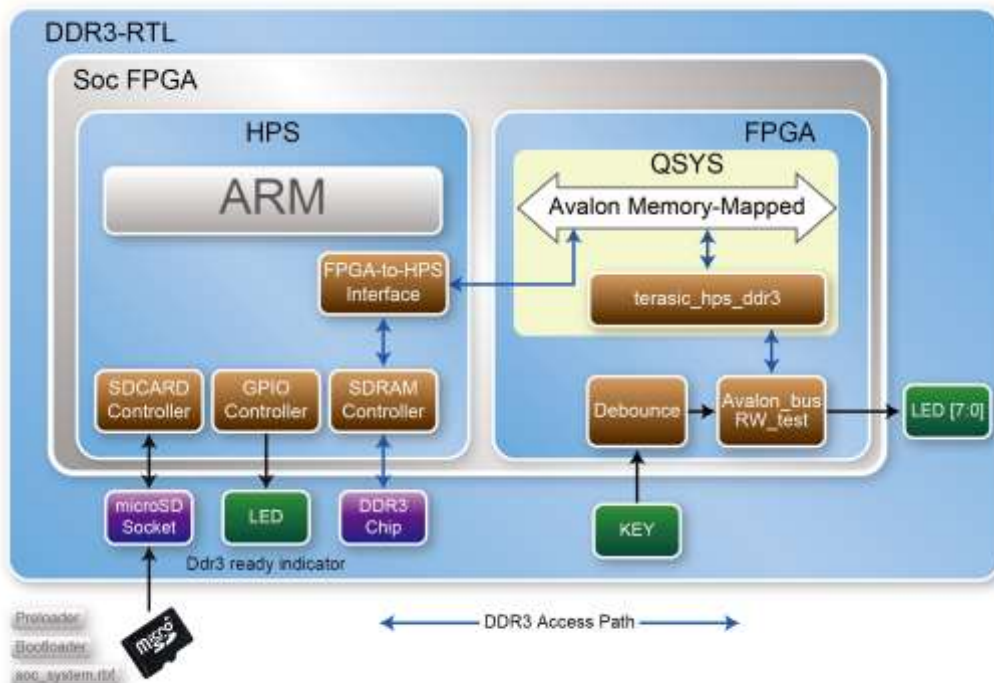 DDR3-RTL
Soc FPGA
HPS
FPGA
ARM
QSYS
Avalon Memory-Mapped
FPGA-to-HPS
Interface
terasic_hps_ddr3
SDCARD
Controller
GPIO
Controller
SDRAM
Controller
Debounce
Avalon_bus
RW_test
LED [7:0]
microSD
Socket
LED
DDR3
Chip
KEY
Ddr3 ready indicator
DDR3 Access Path
Preloader
Bootloader
soc_system.rbf
micro